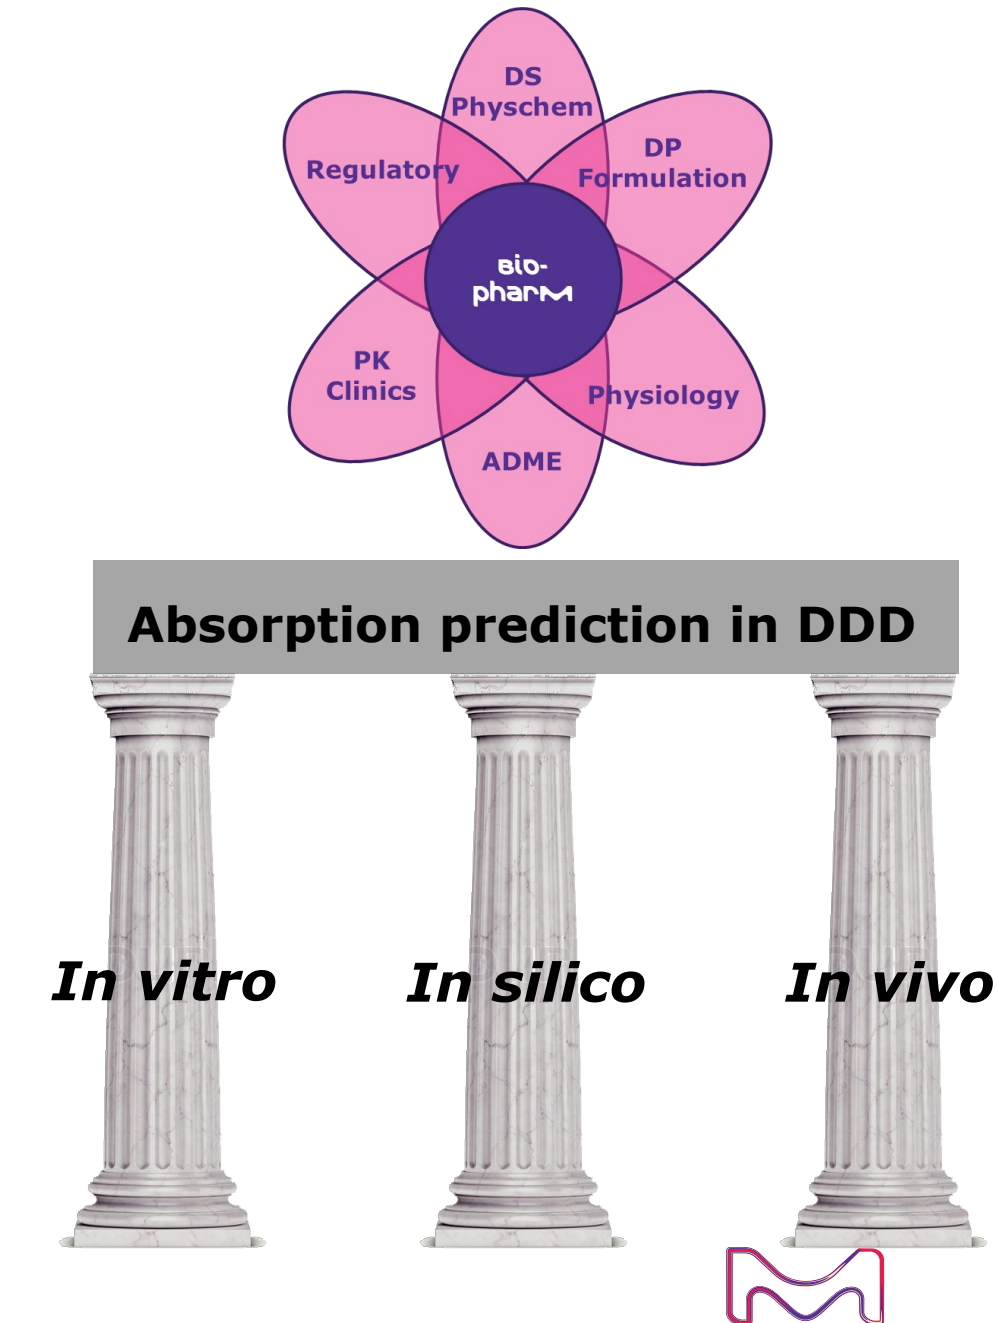 DS
Physchem
DP
Formulation
Regulatory
Bio-
pharM
PK
Clinics
Physiology
ADME
Absorption prediction in DDD
In vitro
In silico
In vivo